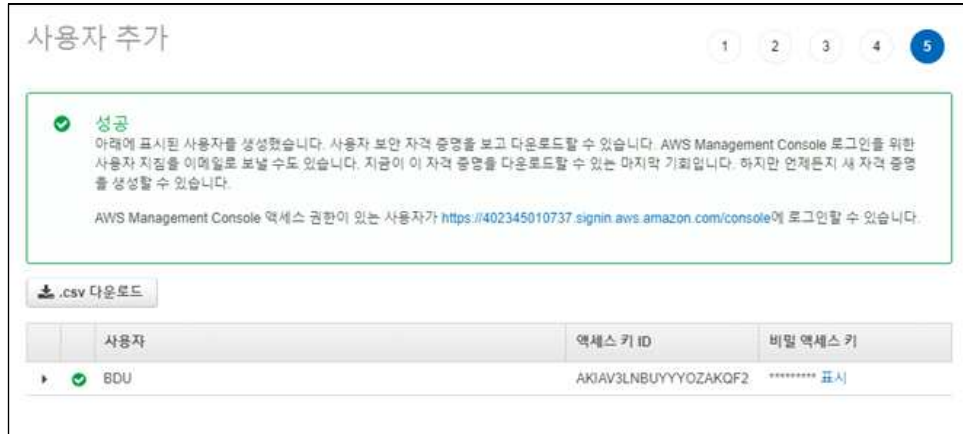 사용자 추가
1 2 3 4 5
성공
아래에 표시된 사용자를 생성했습니다. 사용자 보안 자격 증명을 보고 다운로드할 수 있습니다. AWS Management Console 로그인을 위한
사용자 지침을 이메일로 보낼 수도 있습니다. 지금이 이 자격 증명을 다운로드할 수 있는 마지막 기회입니다. 하지만 언제든지 새 자격 증명
을 생성할 수 있습니다.
AWS Management Console 액세스 권한이 있는 사용자가 https://402345010737.signin.aws.amazon.com/console에 로그인할 수 있습니다.
.csv 다운로드
사용자 액세스 키 ID 비밀 액세스 키
BDU AKIAV3LNBUYYYOZAKQF2 ********* 표시